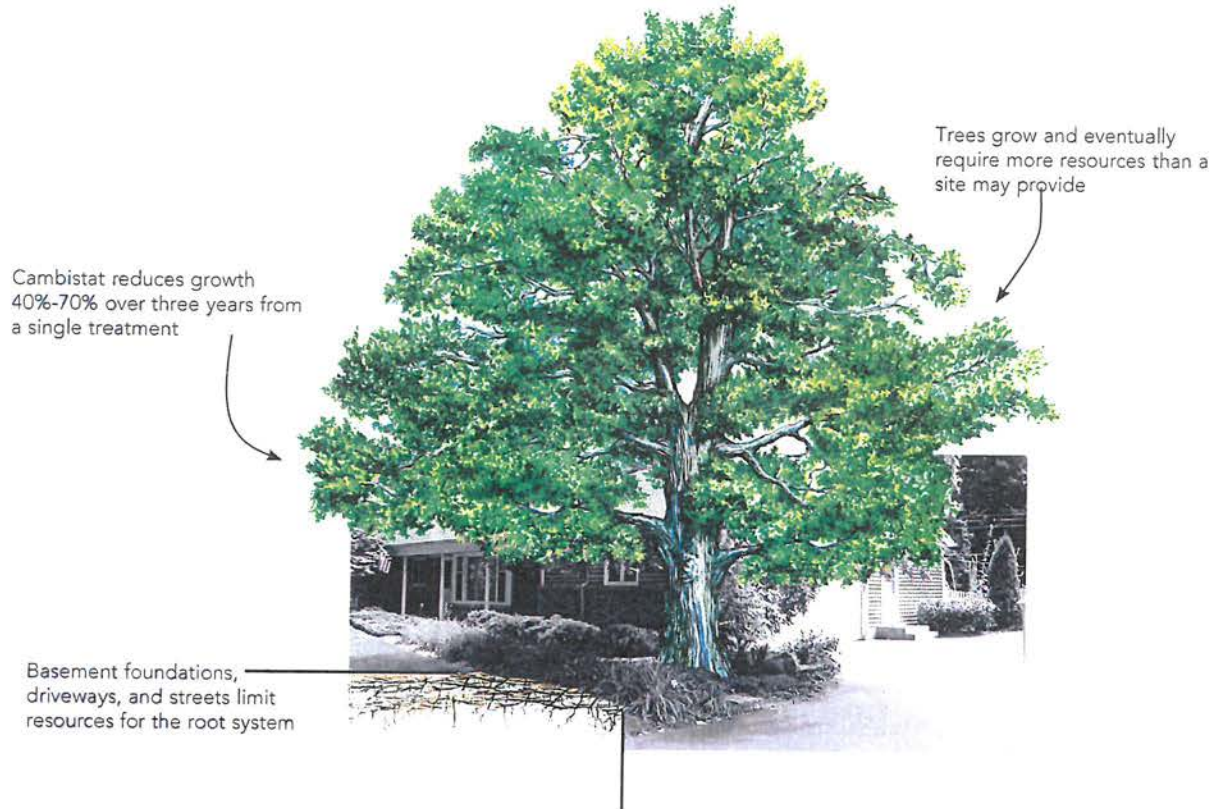 Trees grow and eventually
require more resources than a
site may provide
Cambistat reduces growth
40%-70% over three years from
a single treatment
Basement foundations,
driveways, and streets limit
resources for the root system